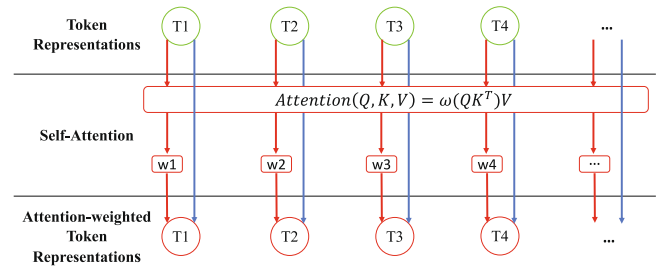 Token
Representations
T1 T2 T3 T4 ...
Attention(Q, K, V) = ω(QKᵀ)V
Self-Attention
w1 w2 w3 w4 ...
Attention-weighted
Token
Representations
T1 T2 T3 T4 ...